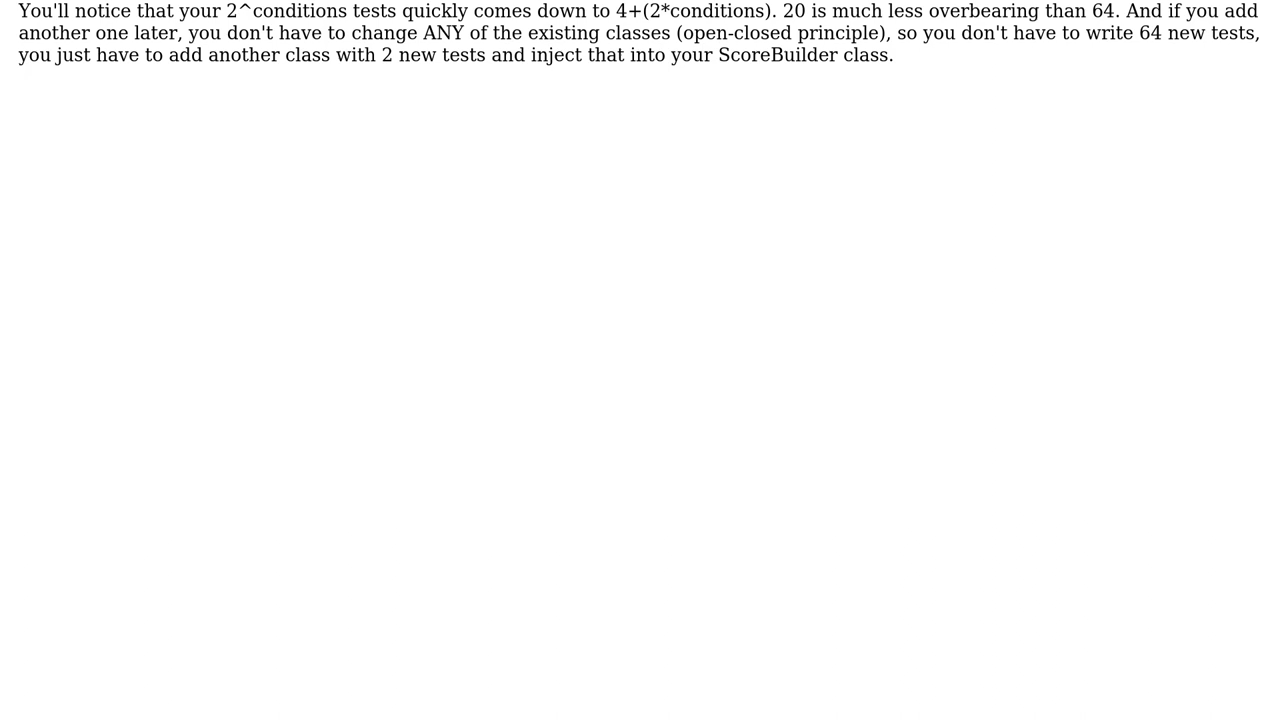 You'll notice that your 2^conditions tests quickly comes down to 4+(2*conditions). 20 is much less overbearing than 64. And if you add
another one later, you don't have to change ANY of the existing classes (open-closed principle), so you don't have to write 64 new tests,
you just have to add another class with 2 new tests and inject that into your ScoreBuilder class.